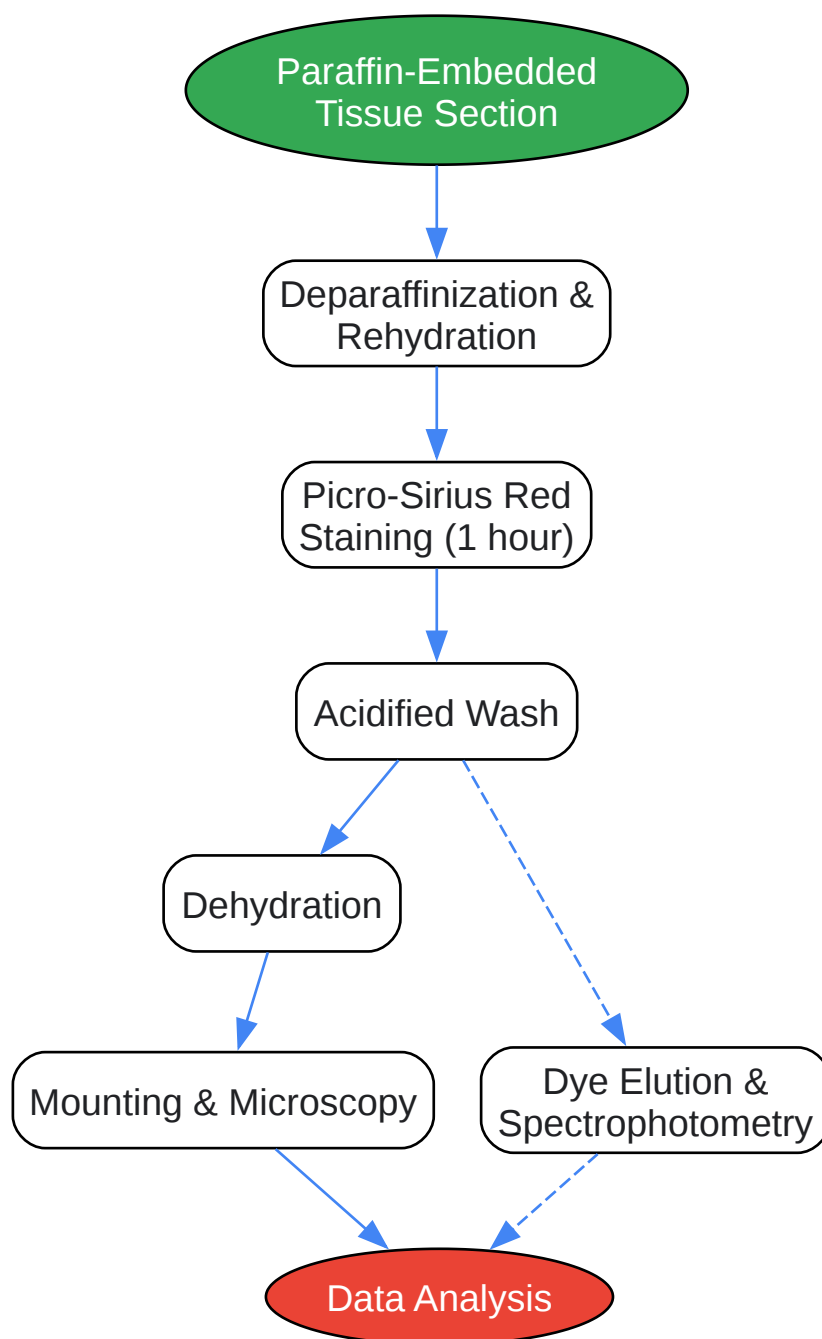 Paraffin-Embedded
Tissue Section
Deparaffinization &
Rehydration
Picro-Sirius Red
Staining (1 hour)
Acidified Wash
Dehydration
Mounting & Microscopy
Dye Elution &
Spectrophotometry
Data Analysis